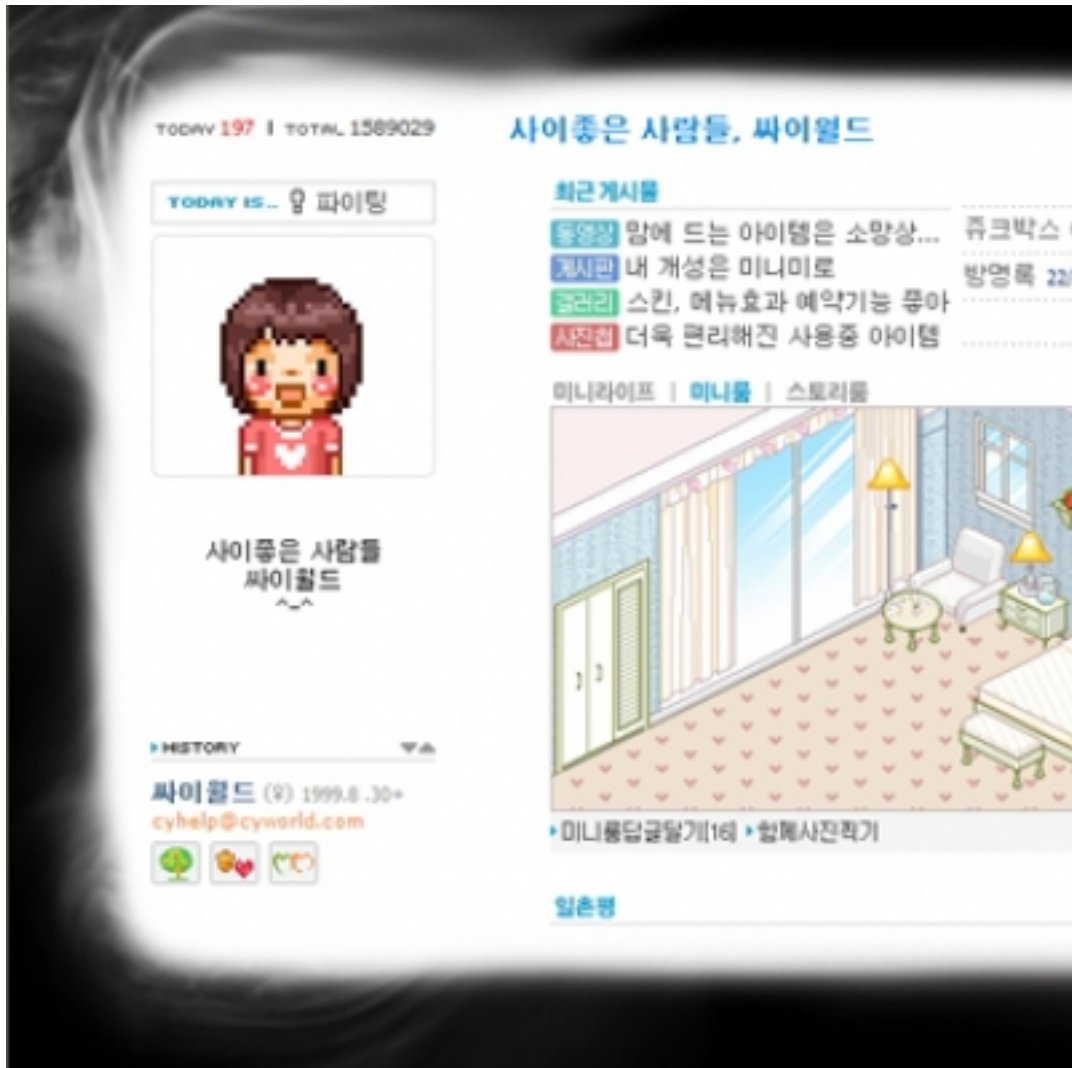 TODAY 197 | TOTAL 1589029
사이좋은 사람들, 싸이월드
TODAY IS.. 파이팅
사이좋은 사람들
싸이월드
^_^
HISTORY
싸이월드 (우) 1999.8 .30+
cyhelp@cyworld.com
최근 게시물
동영상 맘에 드는 아이템은 소망상...
게시판 내 개성은 미니미로
갤러리 스킨, 메뉴효과 예약기능 좋아
사진첩 더욱 편리해진 사용중 아이템
쥬크박스
방명록 22/
미니라이프 | 미니룸 | 스토리룸
미니룸답글달기[16] 함께사진찍기
일촌평